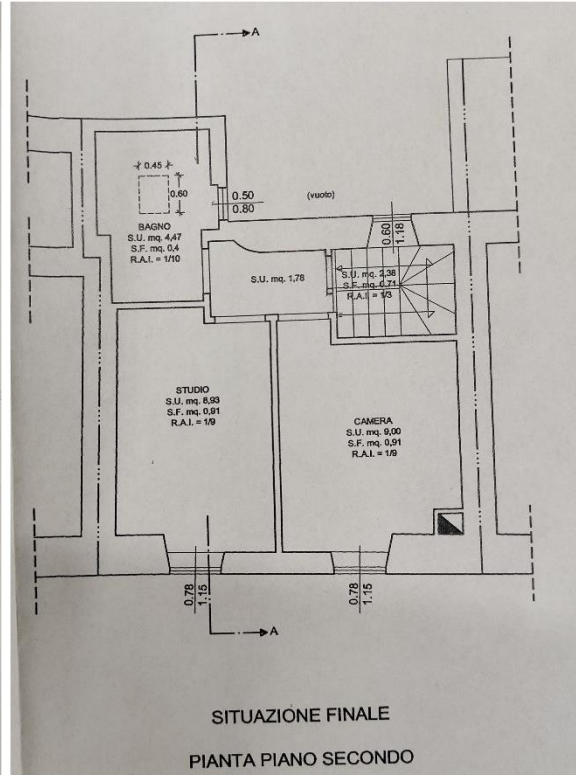 A
0.45
0.60
0.50
0.80
(vuoto)
BAGNO
S.U. mq. 4,47
S.F. mq. 0,4
R.A.I. = 1/10
0.60
1.18
S.U. mq. 1,78
S.U. mq. 2,38
S.F. mq. 0,71
R.A.I. = 1/3
STUDIO
S.U. mq. 8,93
S.F. mq. 0,91
R.A.I. = 1/9
CAMERA
S.U. mq. 9,00
S.F. mq. 0,91
R.A.I. = 1/9
0.78
1.15
0.78
1.15
A
SITUAZIONE FINALE
PIANTA PIANO SECONDO